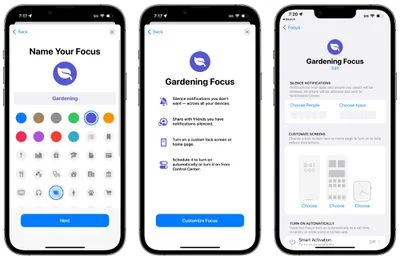 7:17
Back
Name Your Focus
Gardening
Next
7:17
Back
Gardening Focus
Silence notifications you don't
want — across all your devices.
Share with friends you have
notifications silenced.
Turn on a custom lock screen or
home page.
Schedule it to turn on
automatically or turn it on from
Control Center.
Customize Focus
7:20
Search
Focus
Gardening Focus
Edit
SILENCE NOTIFICATIONS
Choose People
Choose Apps
CUSTOMIZE SCREENS
Choose
Choose
Choose
TURN ON AUTOMATICALLY
Smart Activation
Off